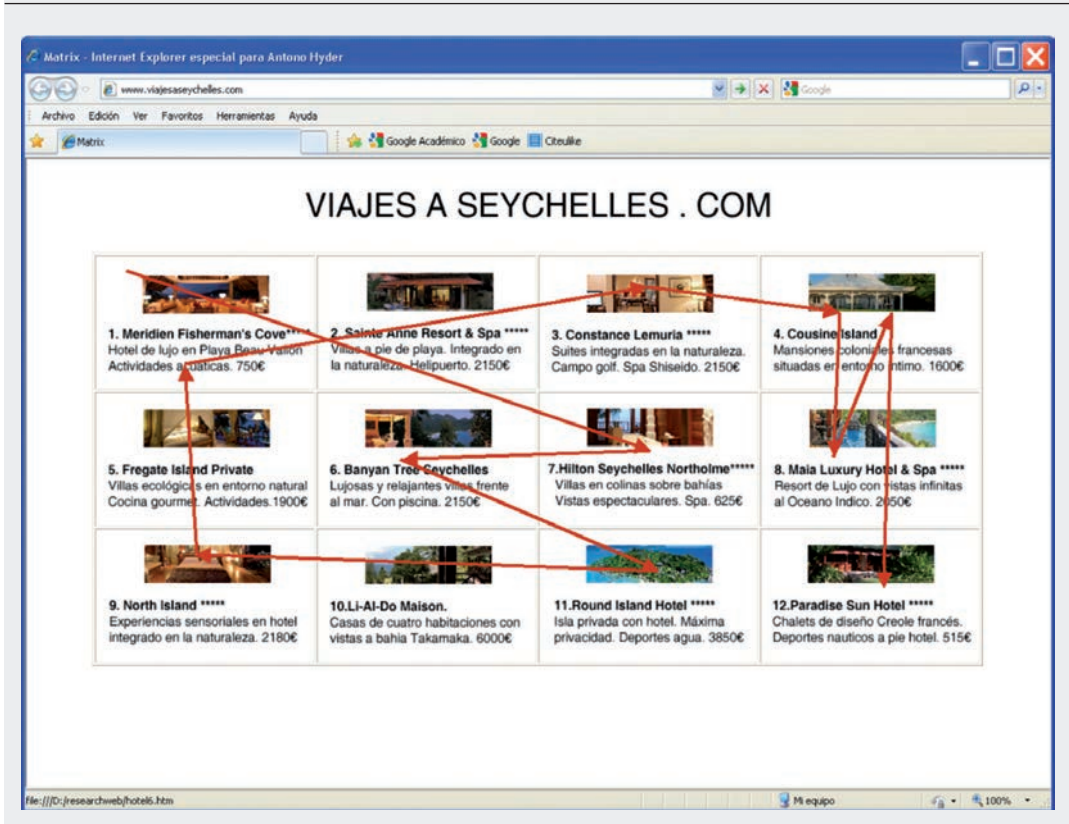 Matrix - Internet Explorer especial para Antono Hyder
www.viajesaseychelles.com
Google
Archivo Edición Ver Favoritos Herramientas Ayuda
Matrix Google Académico Google Citeulike
VIAJES A SEYCHELLES . COM
1. Meridien Fisherman's Cove*****
Hotel de lujo en Playa Beau Vallon
Actividades acuáticas. 750€
2. Sainte Anne Resort & Spa *****
Villas a pie de playa. Integrado en
la naturaleza. Helipuerto. 2150€
3. Constance Lemuria *****
Suites integradas en la naturaleza.
Campo golf. Spa Shiseido. 2150€
4. Cousine Island
Mansiones coloniales francesas
situadas en entorno íntimo. 1600€
5. Fregate Island Private
Villas ecológicas en entorno natural
Cocina gourmet. Actividades.1900€
6. Banyan Tree Seychelles
Lujosas y relajantes villas frente
al mar. Con piscina. 2150€
7.Hilton Seychelles Northolme*****
Villas en colinas sobre bahías
Vistas espectaculares. Spa. 625€
8. Maia Luxury Hotel & Spa *****
Resort de Lujo con vistas infinitas
al Oceano Indico. 2050€
9. North Island *****
Experiencias sensoriales en hotel
integrado en la naturaleza. 2180€
10.Li-Al-Do Maison.
Casas de cuatro habitaciones con
vistas a bahia Takamaka. 6000€
11.Round Island Hotel *****
Isla privada con hotel. Máxima
privacidad. Deportes agua. 3850€
12.Paradise Sun Hotel *****
Chalets de diseño Creole francés.
Deportes nauticos a pie hotel. 515€
file:///D:/researchweb/hotel6.htm Mi equipo 100%